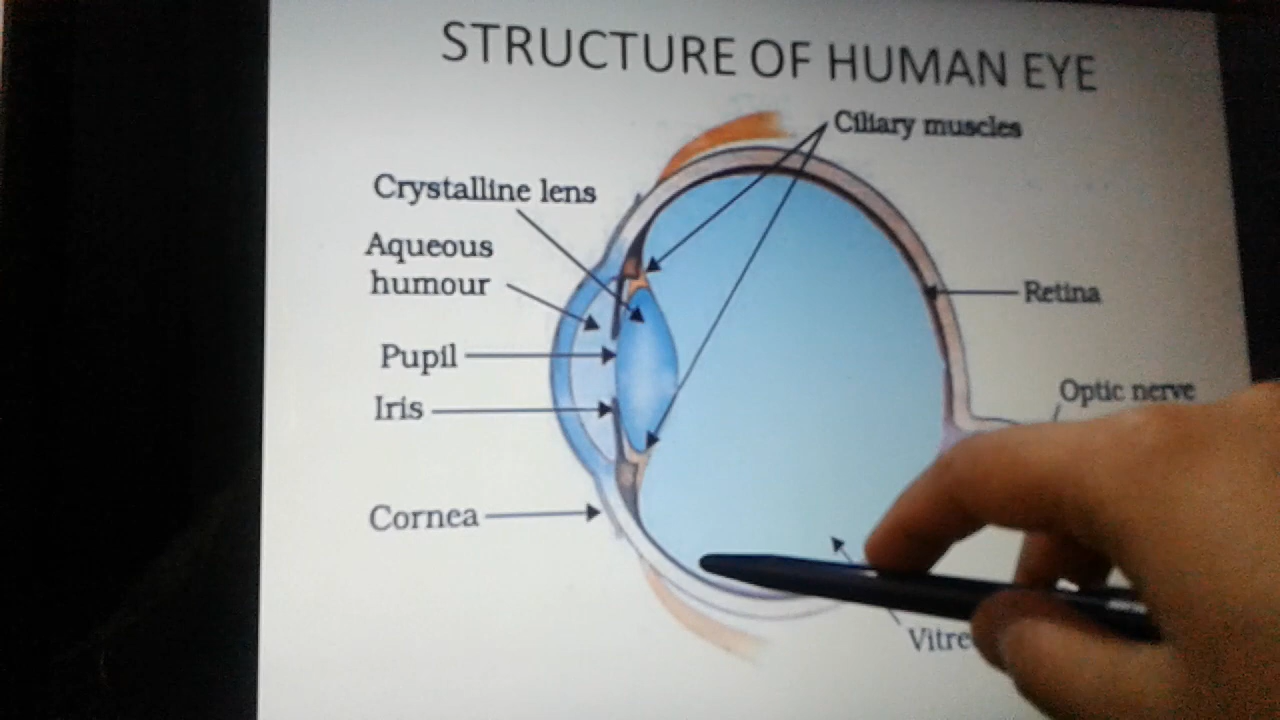 STRUCTURE OF HUMAN EYE
Ciliary muscles
Crystalline lens
Aqueous
humour
Retina
Pupil
Optic nerve
Iris
Cornea